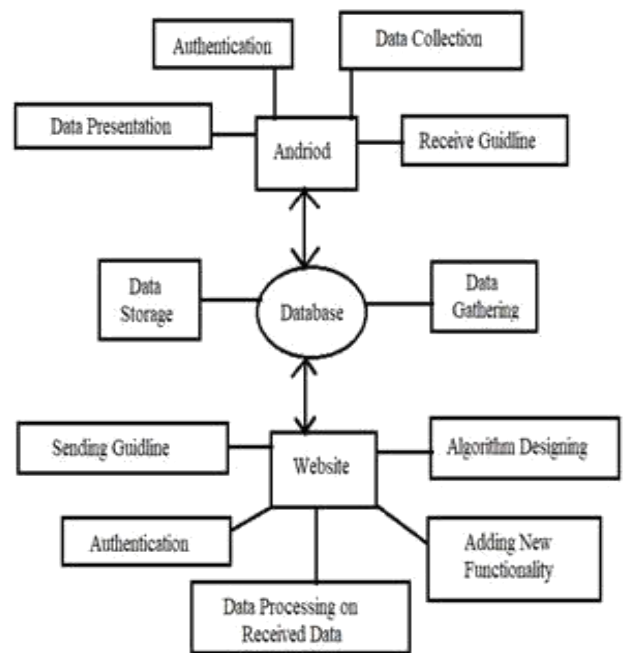 Authentication
Data Collection
Data Presentation
Andriod
Receive Guidline
Data
Storage
Database
Data
Gathering
Sending Guidline
Website
Algorithm Designing
Authentication
Adding New
Functionality
Data Processing on
Received Data